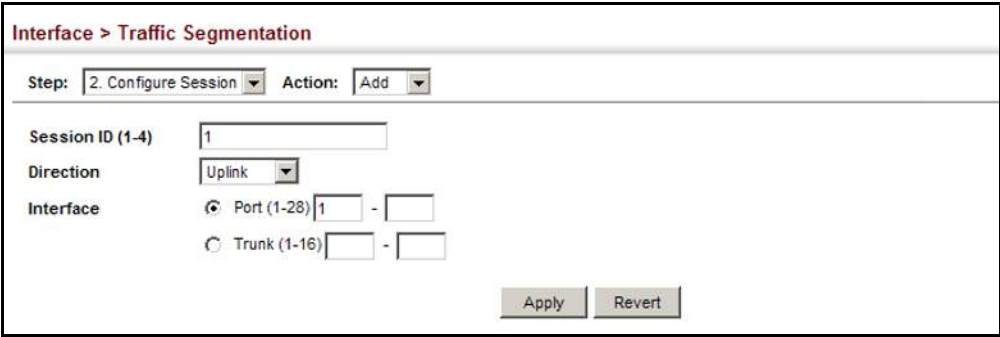 Interface > Traffic Segmentation
Step: 2. Configure Session Action: Add
Session ID (1-4) 1
Direction Uplink
Interface Port (1-28) 1 -
Trunk (1-16) -
Apply Revert